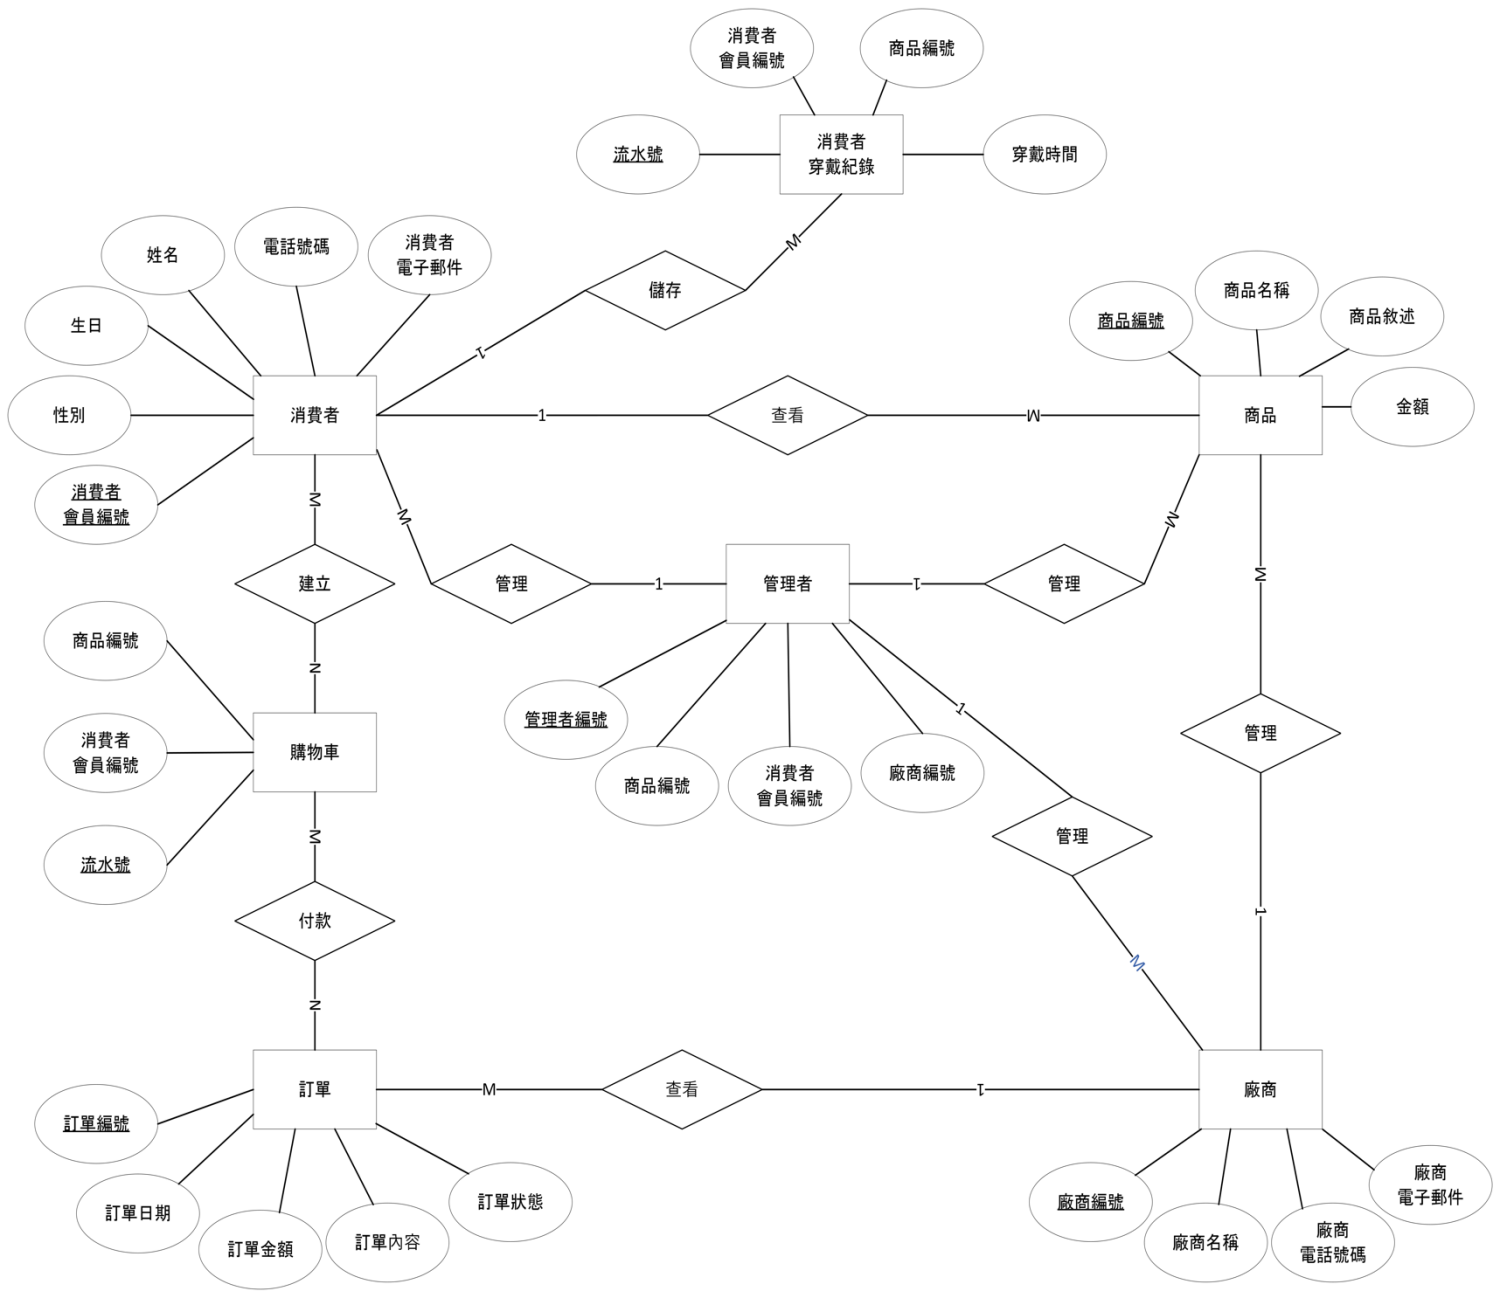 消費者
會員編號
商品編號
流水號
消費者
穿戴紀錄
穿戴時間
M
儲存
1
姓名
電話號碼
消費者
電子郵件
生日
性別
消費者
會員編號
消費者
1
查看
M
商品編號
商品名稱
商品敘述
金額
商品
M
建立
N
M
管理
1
管理者
1
管理
M
管理者編號
商品編號
消費者
會員編號
廠商編號
1
管理
M
M
管理
1
商品編號
消費者
會員編號
流水號
購物車
M
付款
N
訂單
M
查看
1
廠商
訂單編號
訂單日期
訂單金額
訂單內容
訂單狀態
廠商編號
廠商名稱
廠商
電話號碼
廠商
電子郵件